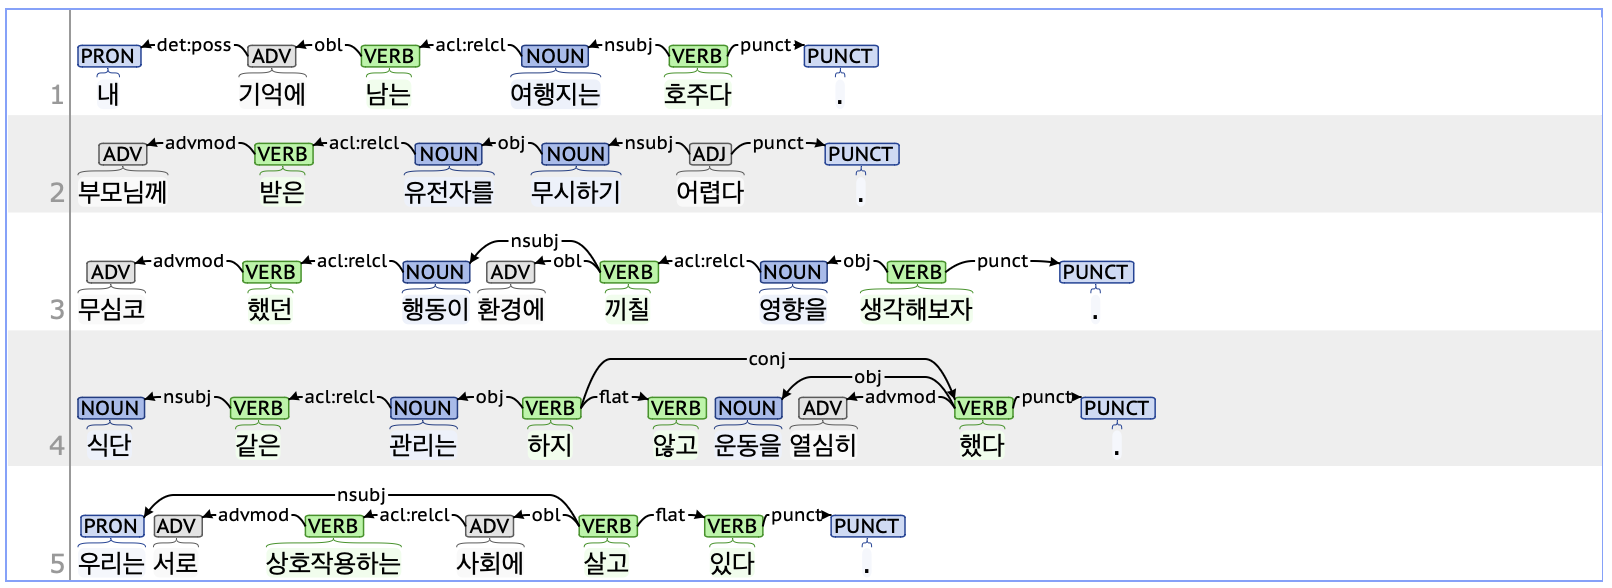 PRON det:poss ADV obl VERB acl:relcl NOUN nsubj VERB punct PUNCT
1 내 기억에 남는 여행지는 호주다 .
ADV advmod VERB acl:relcl NOUN obj NOUN nsubj ADJ punct PUNCT
2 부모님께 받은 유전자를 무시하기 어렵다 .
nsubj
ADV advmod VERB acl:relcl NOUN ADV obl VERB acl:relcl NOUN obj VERB punct PUNCT
3 무심코 했던 행동이 환경에 끼칠 영향을 생각해보자 .
conj
obj
NOUN nsubj VERB acl:relcl NOUN obj VERB flat VERB NOUN ADV advmod VERB punct PUNCT
4 식단 같은 관리는 하지 않고 운동을 열심히 했다 .
nsubj
PRON ADV advmod VERB acl:relcl ADV obl VERB flat VERB punct PUNCT
5 우리는 서로 상호작용하는 사회에 살고 있다 .